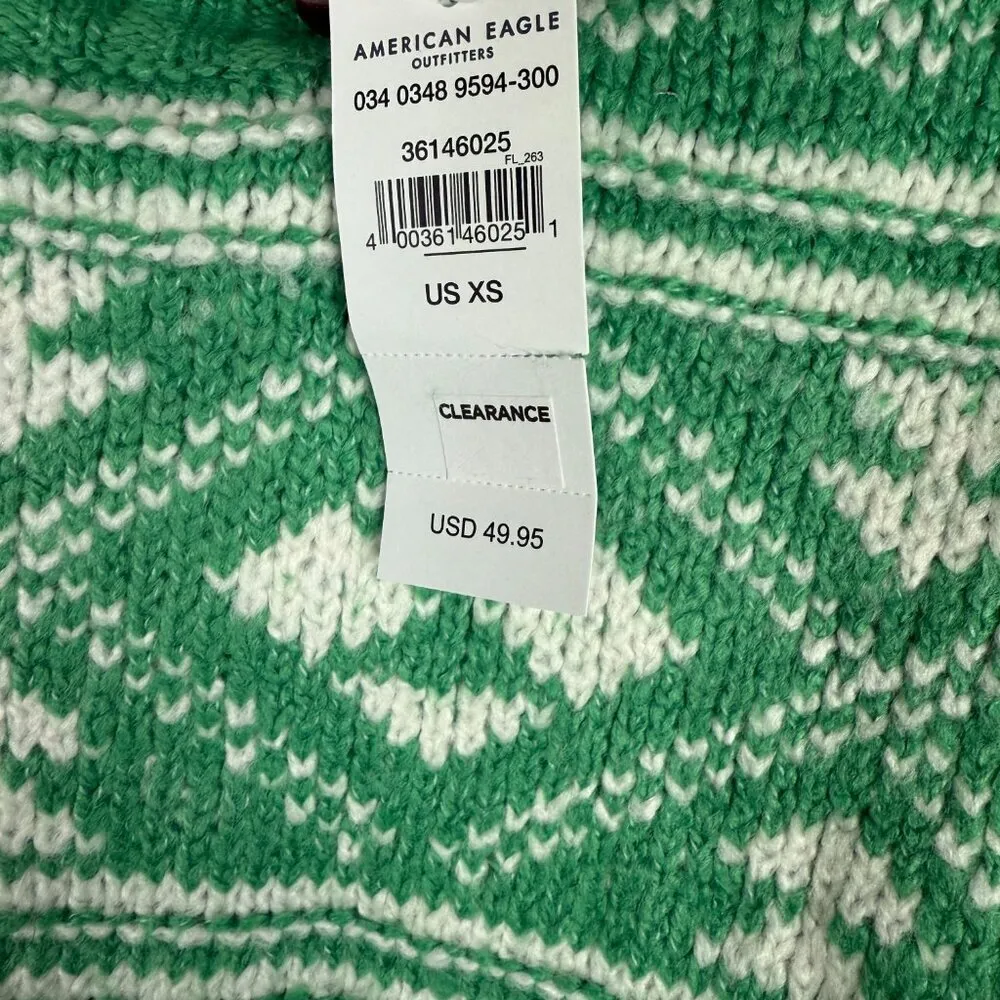 AMERICAN EAGLE
OUTFITTERS
034 0348 9594-300
36146025
FL_263
4 00361 46025 1
US XS
CLEARANCE
USD 49.95